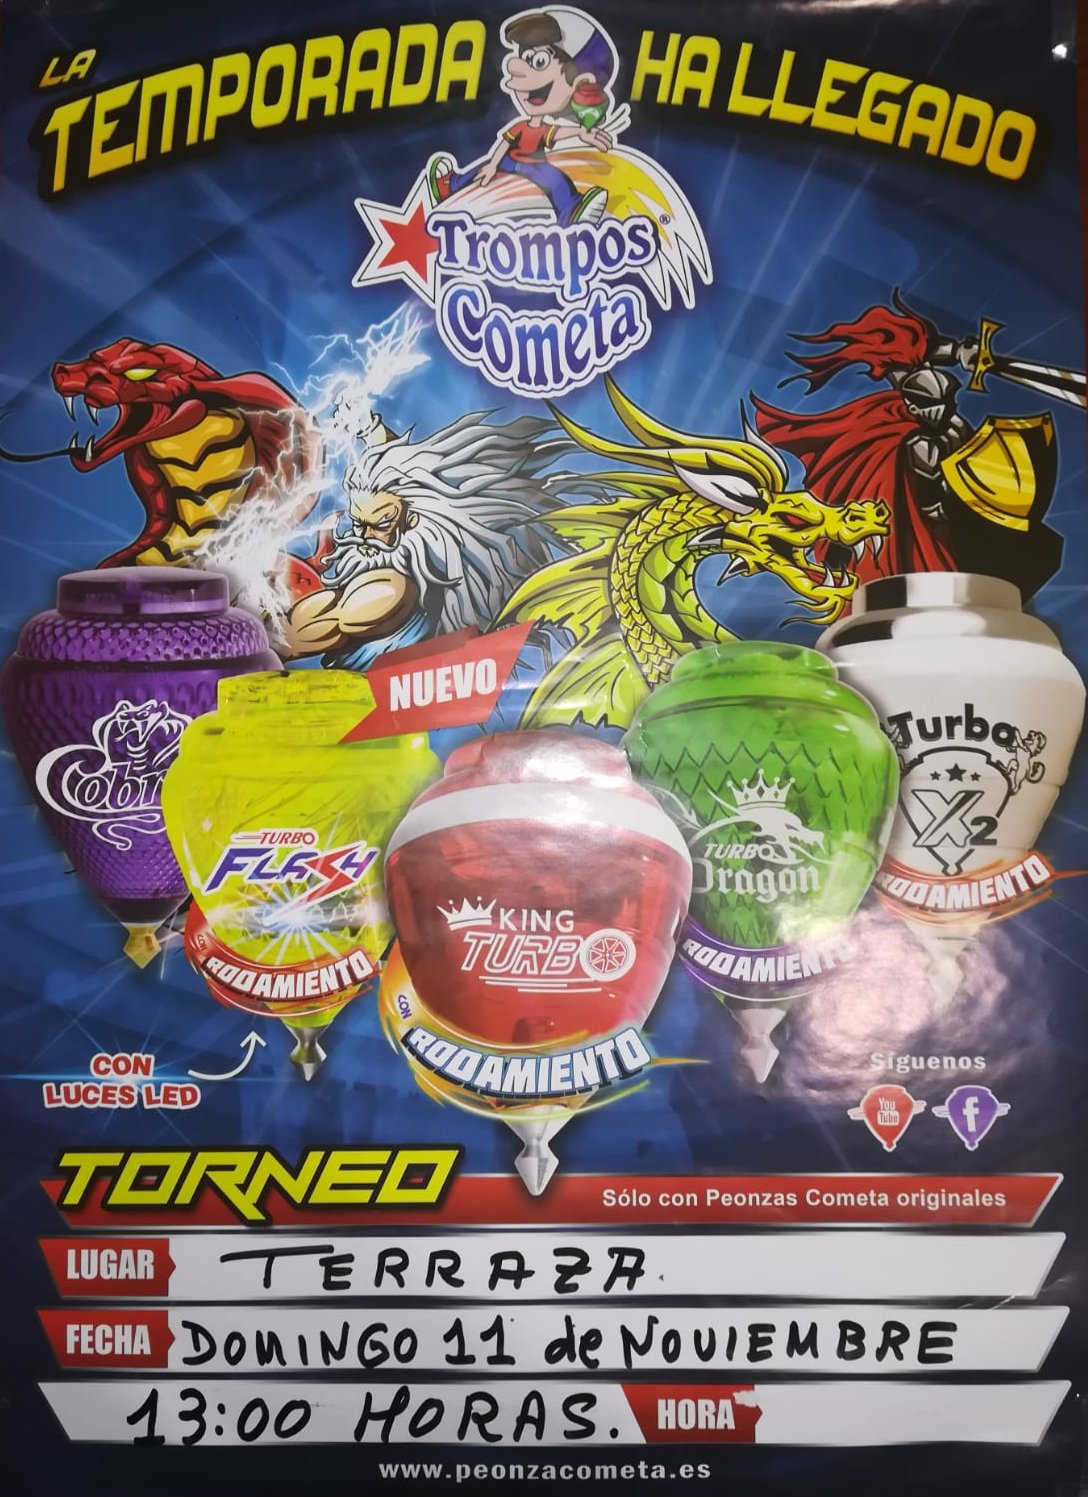 LA
TEMPORADA HA LLEGADO
Trompos®
Cometa
NUEVO
Cobra
TURBO
FLASH
CON RODAMIENTO
KING
TURBO
CON RODAMIENTO
TURBO
Dragon
RODAMIENTO
Turbo
X2
RODAMIENTO
CON
LUCES LED
Síguenos
You
Tube
f
TORNEO
Sólo con Peonzas Cometa originales
LUGAR TERRAZA.
FECHA DOMINGO 11 de NOVIEMBRE
13:00 HORAS. HORA
www.peonzacometa.es